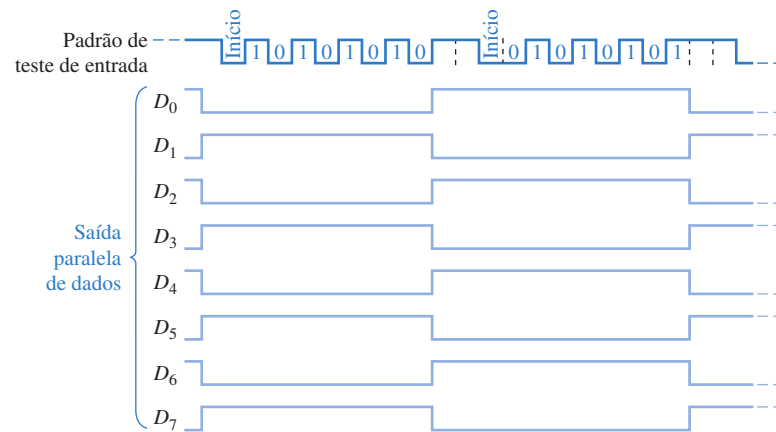 Padrão de
teste de entrada
Início
1 0 1 0 1 0 1 0
Início
0 1 0 1 0 1 0 1
D0
D1
D2
D3
D4
D5
D6
D7
Saída
paralela
de dados